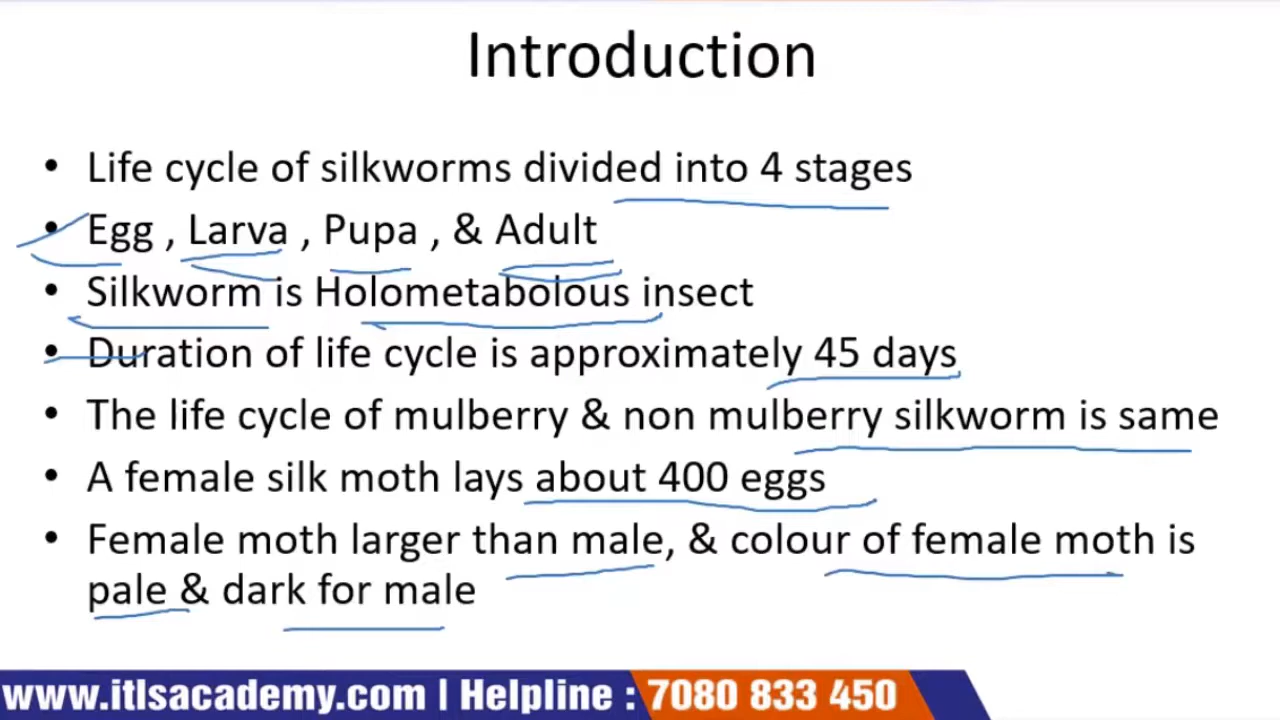 Introduction
• Life cycle of silkworms divided into 4 stages
• Egg , Larva , Pupa , & Adult
• Silkworm is Holometabolous insect
• Duration of life cycle is approximately 45 days
• The life cycle of mulberry & non mulberry silkworm is same
• A female silk moth lays about 400 eggs
• Female moth larger than male, & colour of female moth is
pale & dark for male
www.itlsacademy.com | Helpline : 7080 833 450